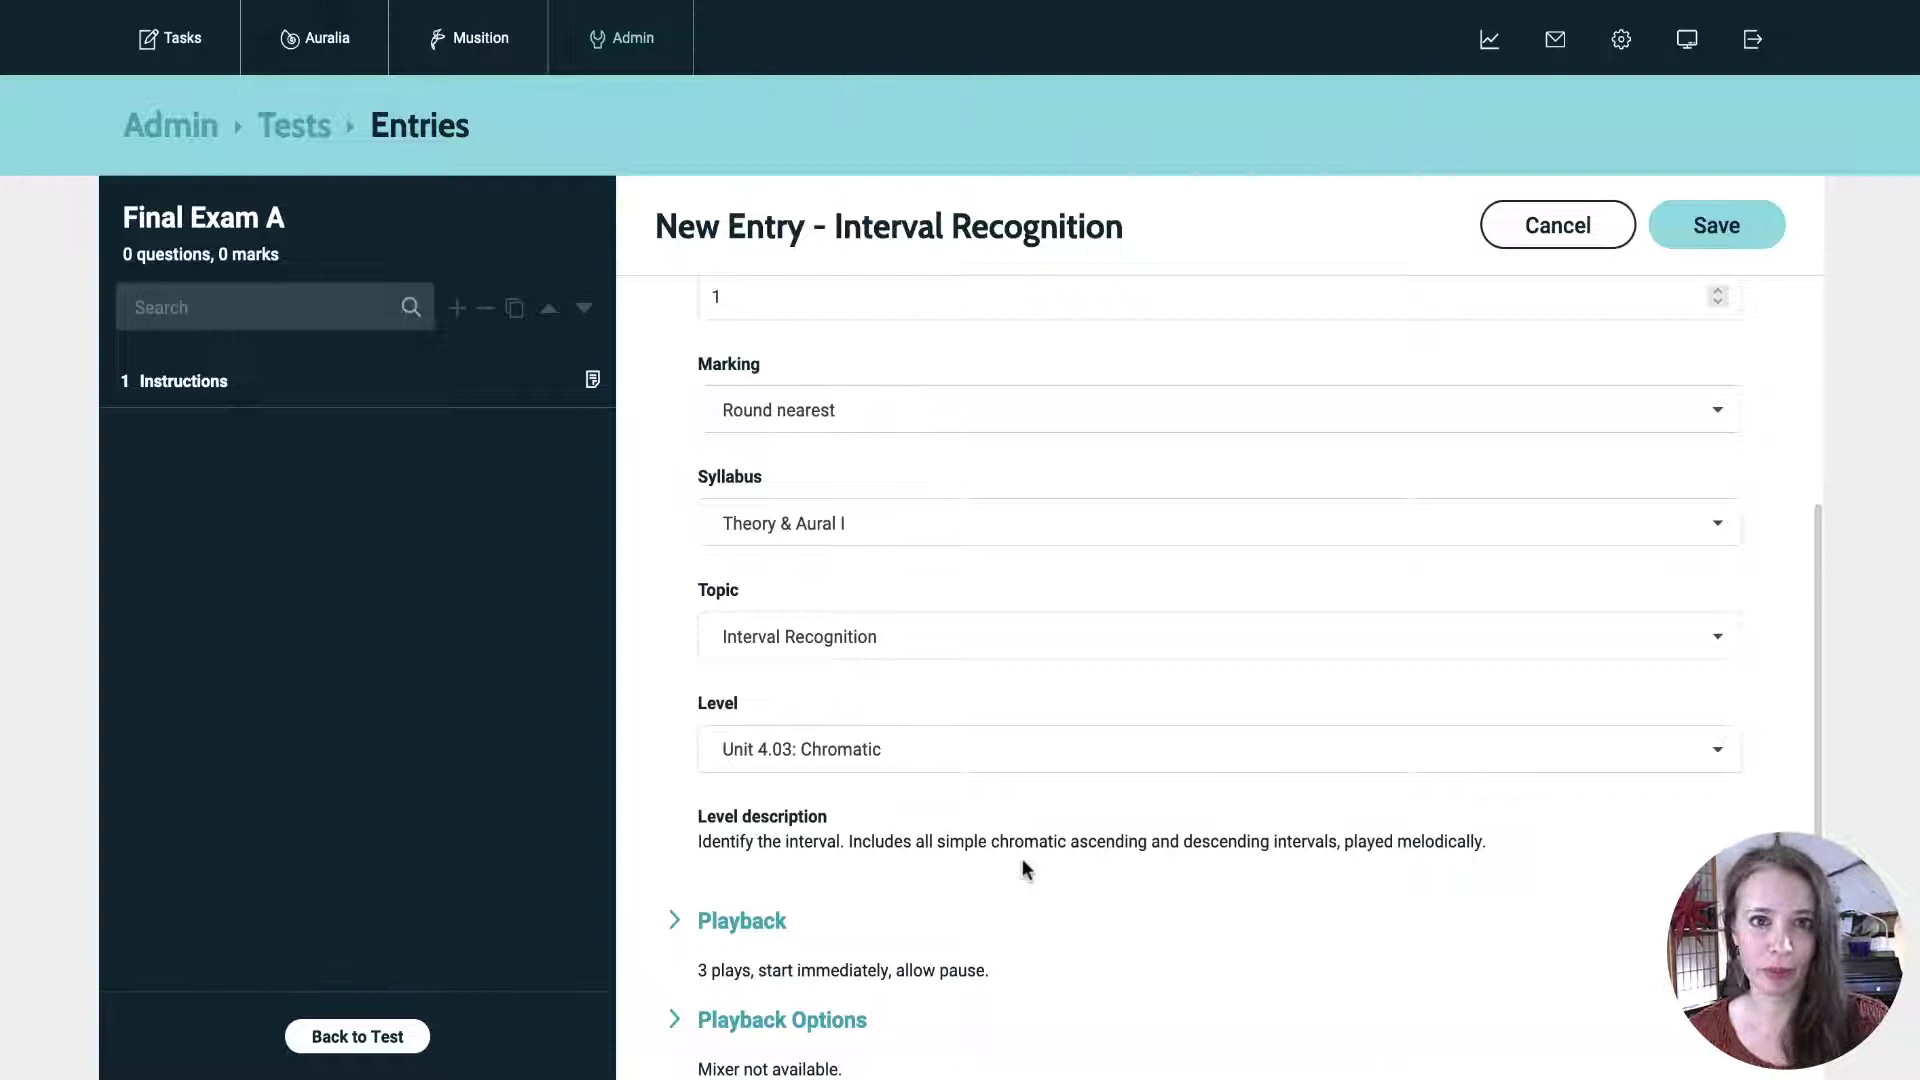 Tasks
Auralia
Musition
Admin
Admin
Tests
Entries
Final Exam A
0 questions, 0 marks
Search
1 Instructions
Back to Test
New Entry - Interval Recognition
Cancel
Save
1
Marking
Round nearest
Syllabus
Theory & Aural I
Topic
Interval Recognition
Level
Unit 4.03: Chromatic
Level description
Identify the interval. Includes all simple chromatic ascending and descending intervals, played melodically.
Playback
3 plays, start immediately, allow pause.
Playback Options
Mixer not available.